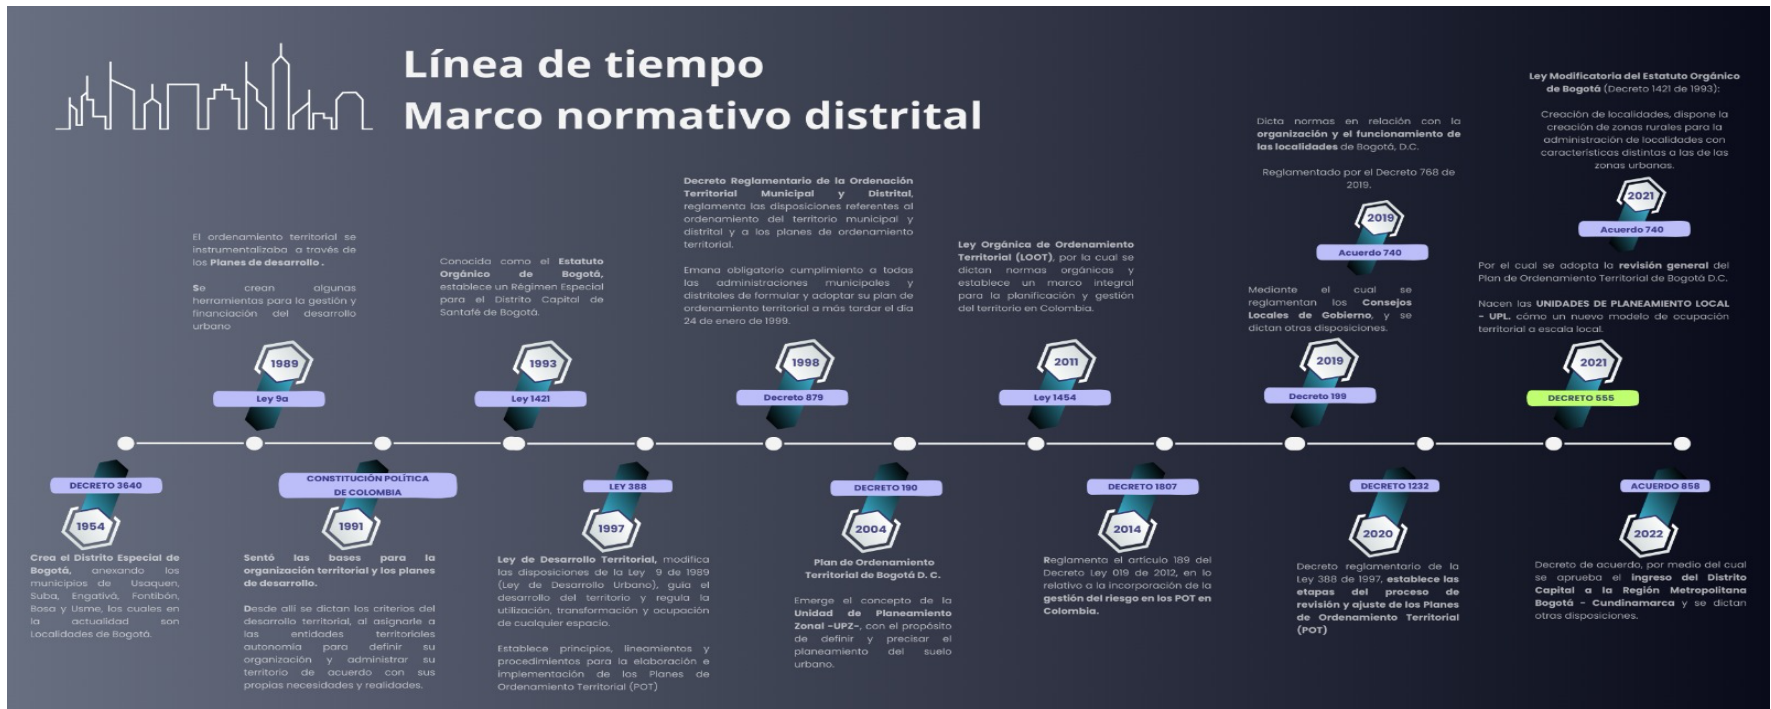 Línea de tiempo
Marco normativo distrital
El ordenamiento territorial se
instrumentalizaba a través de
los Planes de desarrollo .
Se crean algunas
herramientas para la gestión y
financiación del desarrollo
urbano
1989
Ley 9a
Conocida como el Estatuto
Orgánico de Bogotá,
establece un Régimen Especial
para el Distrito Capital de
Santafé de Bogotá.
1993
Ley 1421
Decreto Reglamentario de la Ordenación
Territorial Municipal y Distrital,
reglamenta las disposiciones referentes al
ordenamiento del territorio municipal y
distrital y a los planes de ordenamiento
territorial.
Emana obligatorio cumplimiento a todas
las administraciones municipales y
distritales de formular y adoptar su plan de
ordenamiento territorial a más tardar el día
24 de enero de 1999.
1998
Decreto 879
Ley Orgánica de Ordenamiento
Territorial (LOOT), por la cual se
dictan normas orgánicas y
establece un marco integral
para la planificación y gestión
del territorio en Colombia.
2011
Ley 1454
Dicta normas en relación con la
organización y el funcionamiento de
las localidades de Bogotá, D.C.
Reglamentado por el Decreto 768 de
2019.
2019
Acuerdo 740
Mediante el cual se
reglamentan los Consejos
Locales de Gobierno, y se
dictan otras disposiciones.
2019
Decreto 199
Ley Modificatoria del Estatuto Orgánico
de Bogotá (Decreto 1421 de 1993):
Creación de localidades, dispone la
creación de zonas rurales para la
administración de localidades con
características distintas a las de las
zonas urbanas.
2021
Acuerdo 740
Por el cual se adopta la revisión general del
Plan de Ordenamiento Territorial de Bogotá D.C.
Nacen las UNIDADES DE PLANEAMIENTO LOCAL
- UPL. cómo un nuevo modelo de ocupación
territorial a escala local.
2021
DECRETO 555
DECRETO 3640
1954
Crea el Distrito Especial de
Bogotá, anexando los
municipios de Usaquen,
Suba, Engativá, Fontibón,
Bosa y Usme, los cuales en
la actualidad son
Localidades de Bogotá.
CONSTITUCIÓN POLÍTICA
DE COLOMBIA
1991
Sentó las bases para la
organización territorial y los planes
de desarrollo.
Desde allí se dictan los criterios del
desarrollo territorial, al asignarle a
las entidades territoriales
autonomía para definir su
organización y administrar su
territorio de acuerdo con sus
propias necesidades y realidades.
LEY 388
1997
Ley de Desarrollo Territorial, modifica
las disposiciones de la Ley 9 de 1989
(Ley de Desarrollo Urbano), guía el
desarrollo del territorio y regula la
utilización, transformación y ocupación
de cualquier espacio.
Establece principios, lineamientos y
procedimientos para la elaboración e
implementación de los Planes de
Ordenamiento Territorial (POT)
DECRETO 190
2004
Plan de Ordenamiento
Territorial de Bogotá D. C.
Emerge el concepto de la
Unidad de Planeamiento
Zonal -UPZ-, con el propósito
de definir y precisar el
planeamiento del suelo
urbano.
DECRETO 1807
2014
Reglamenta el artículo 189 del
Decreto Ley 019 de 2012, en lo
relativo a la incorporación de la
gestión del riesgo en los POT en
Colombia.
DECRETO 1232
2020
Decreto reglamentario de la
Ley 388 de 1997, establece las
etapas del proceso de
revisión y ajuste de los Planes
de Ordenamiento Territorial
(POT)
ACUERDO 858
2022
Decreto de acuerdo, por medio del cual
se aprueba el ingreso del Distrito
Capital a la Región Metropolitana
Bogotá - Cundinamarca y se dictan
otras disposiciones.